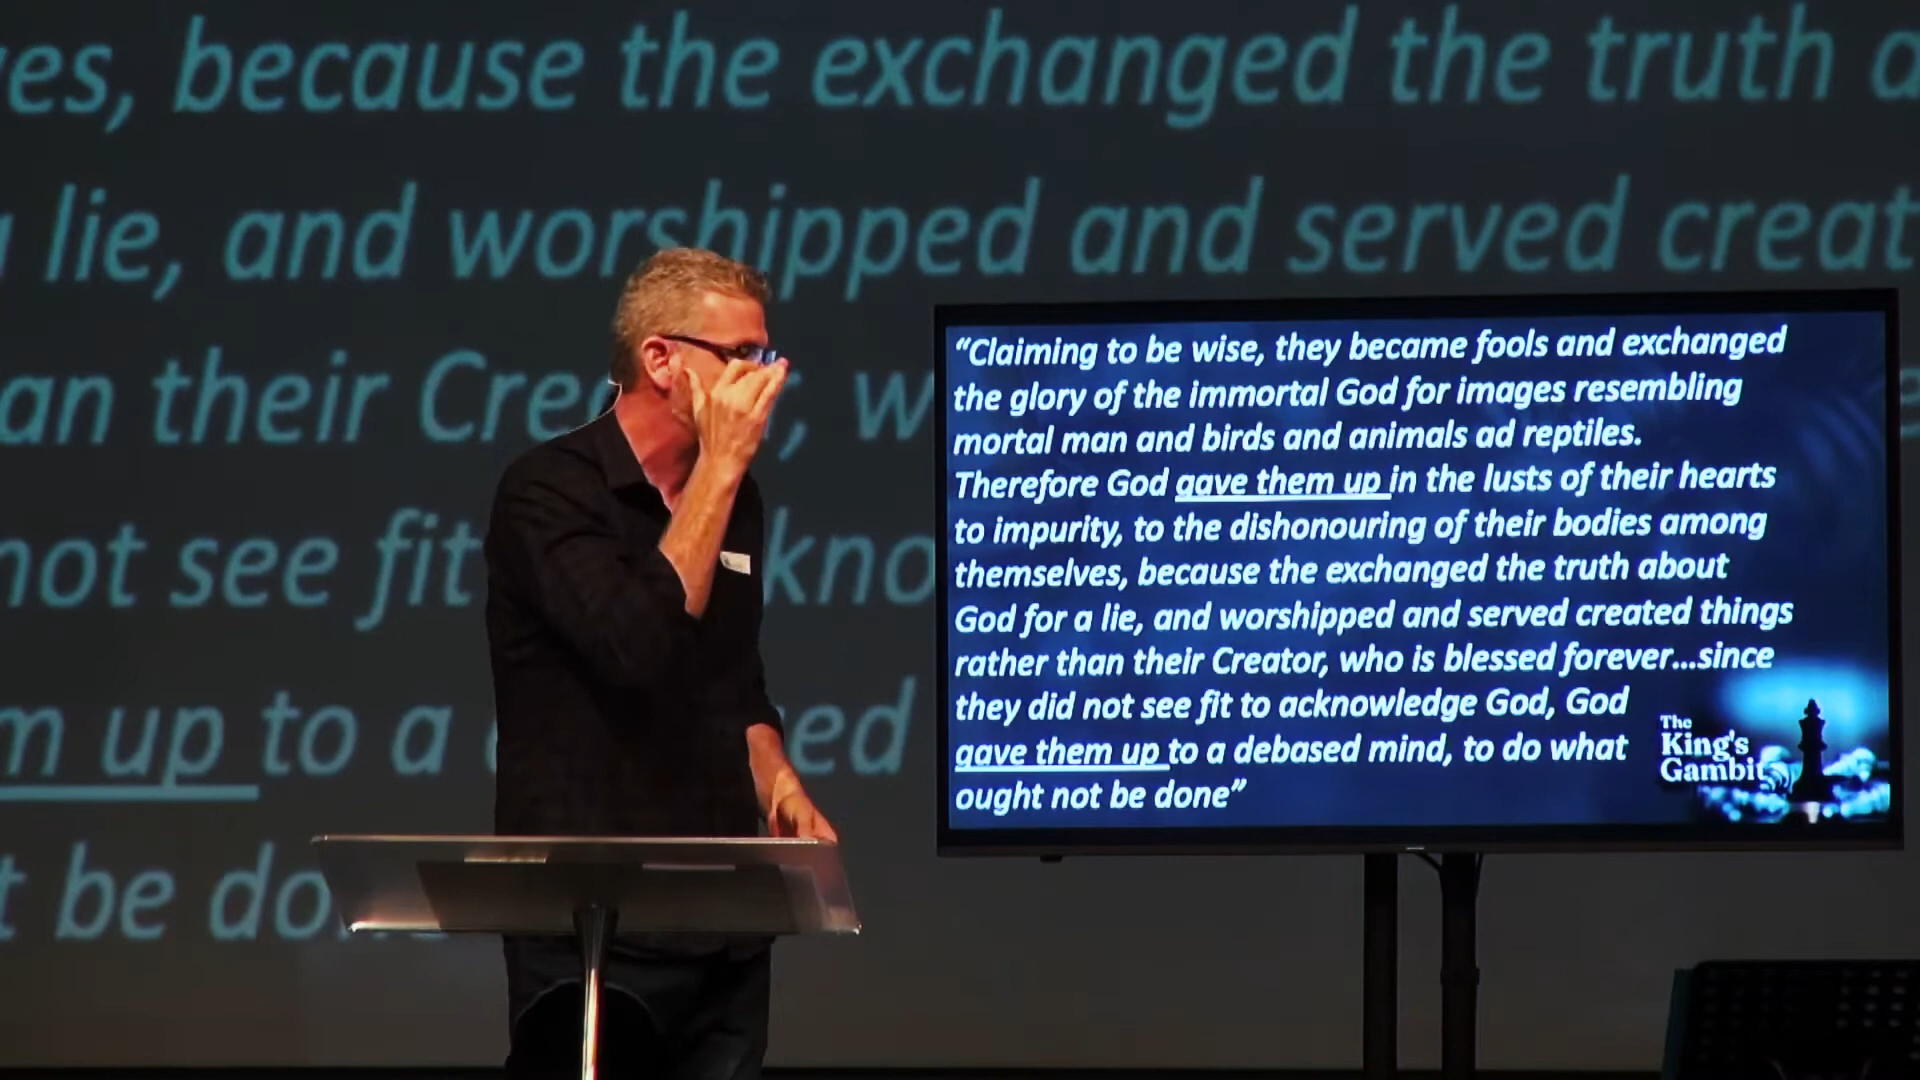 es, because the exchanged the truth a
lie, and worshipped and served creat
an their Cre r, w
not see fit kno
m up to a ed
t be do
“Claiming to be wise, they became fools and exchanged
the glory of the immortal God for images resembling
mortal man and birds and animals ad reptiles.
Therefore God gave them up in the lusts of their hearts
to impurity, to the dishonouring of their bodies among
themselves, because the exchanged the truth about
God for a lie, and worshipped and served created things
rather than their Creator, who is blessed forever...since
they did not see fit to acknowledge God, God
gave them up to a debased mind, to do what
ought not be done”
The
King's
Gambit